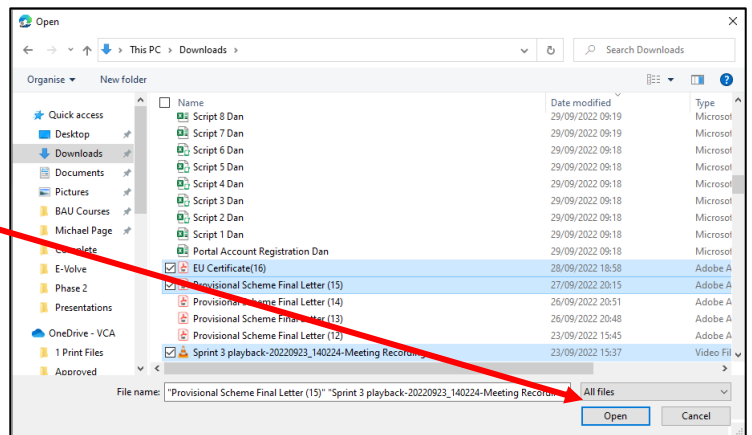 Open
This PC > Downloads >
Search Downloads
Organise
New folder
Name
Date modified
Type
Quick access
Desktop
Downloads
Documents
Pictures
BAU Courses
Michael Page
Complete
E-Volve
Phase 2
Presentations
OneDrive - VCA
1 Print Files
Approved
Script 8 Dan 29/09/2022 09:19 Microsof
Script 7 Dan 29/09/2022 09:19 Microsof
Script 6 Dan 29/09/2022 09:18 Microsof
Script 5 Dan 29/09/2022 09:18 Microsof
Script 4 Dan 29/09/2022 09:18 Microsof
Script 3 Dan 29/09/2022 09:18 Microsof
Script 2 Dan 29/09/2022 09:18 Microsof
Script 1 Dan 29/09/2022 09:18 Microsof
Portal Account Registration Dan 29/09/2022 09:18 Microsof
EU Certificate(16) 28/09/2022 18:58 Adobe A
Provisional Scheme Final Letter (15) 27/09/2022 20:15 Adobe A
Provisional Scheme Final Letter (14) 26/09/2022 20:51 Adobe A
Provisional Scheme Final Letter (13) 26/09/2022 20:48 Adobe A
Provisional Scheme Final Letter (12) 23/09/2022 15:45 Adobe A
Sprint 3 playback-20220923_140224-Meeting Recording 23/09/2022 15:37 Video Fil
File name: "Provisional Scheme Final Letter (15)" "Sprint 3 playback-20220923_140224-Meeting
All files
Open
Cancel